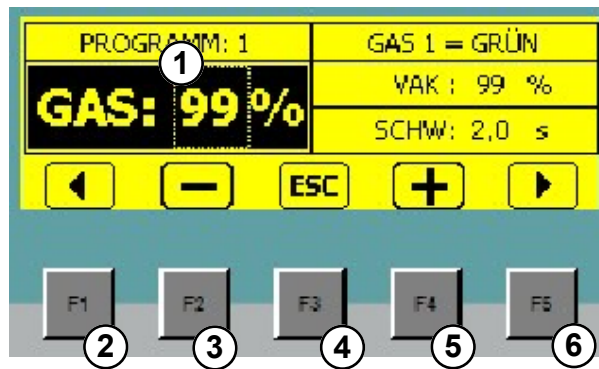 PROGRAMM: 1
GAS 1 = GRÜN
1
GAS: 99 %
VAK : 99 %
SCHW: 2,0 s
ESC
F1 F2 F3 F4 F5
2 3 4 5 6